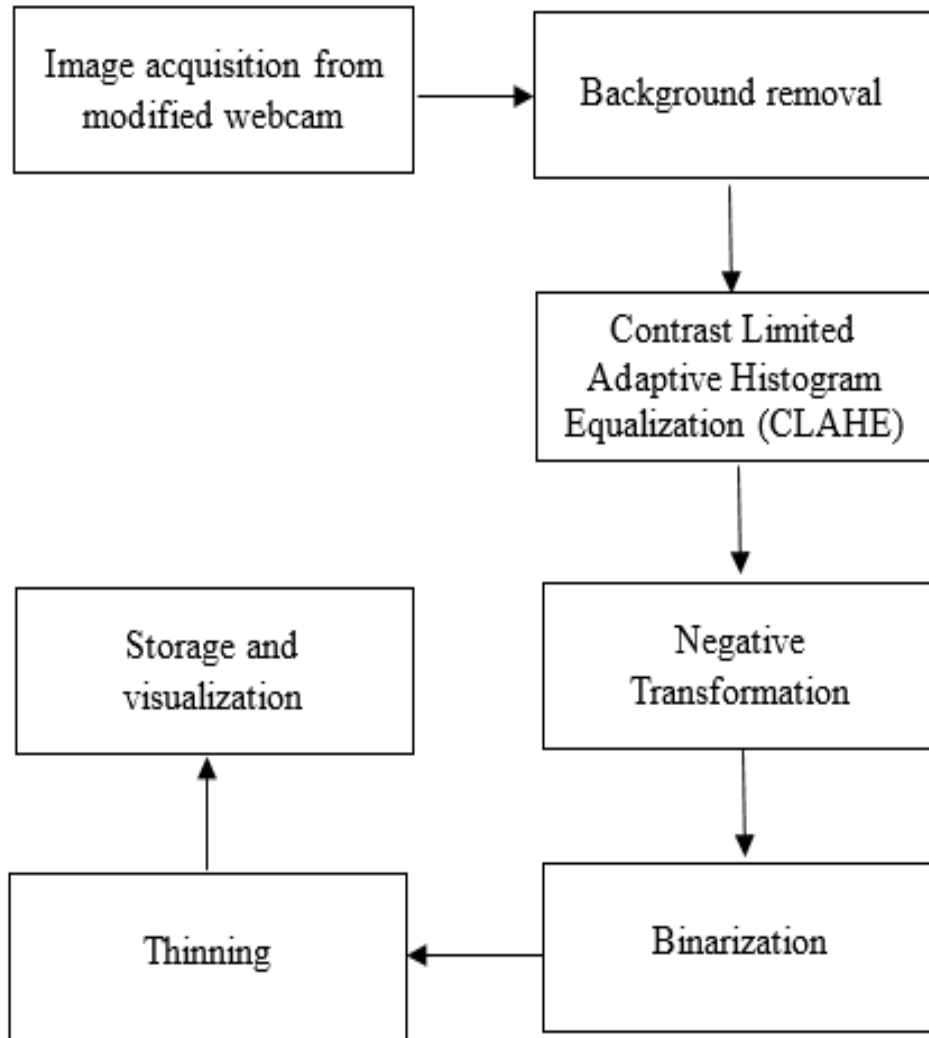 Image acquisition from
modified webcam
Background removal
Contrast Limited
Adaptive Histogram
Equalization (CLAHE)
Negative
Transformation
Binarization
Thinning
Storage and
visualization